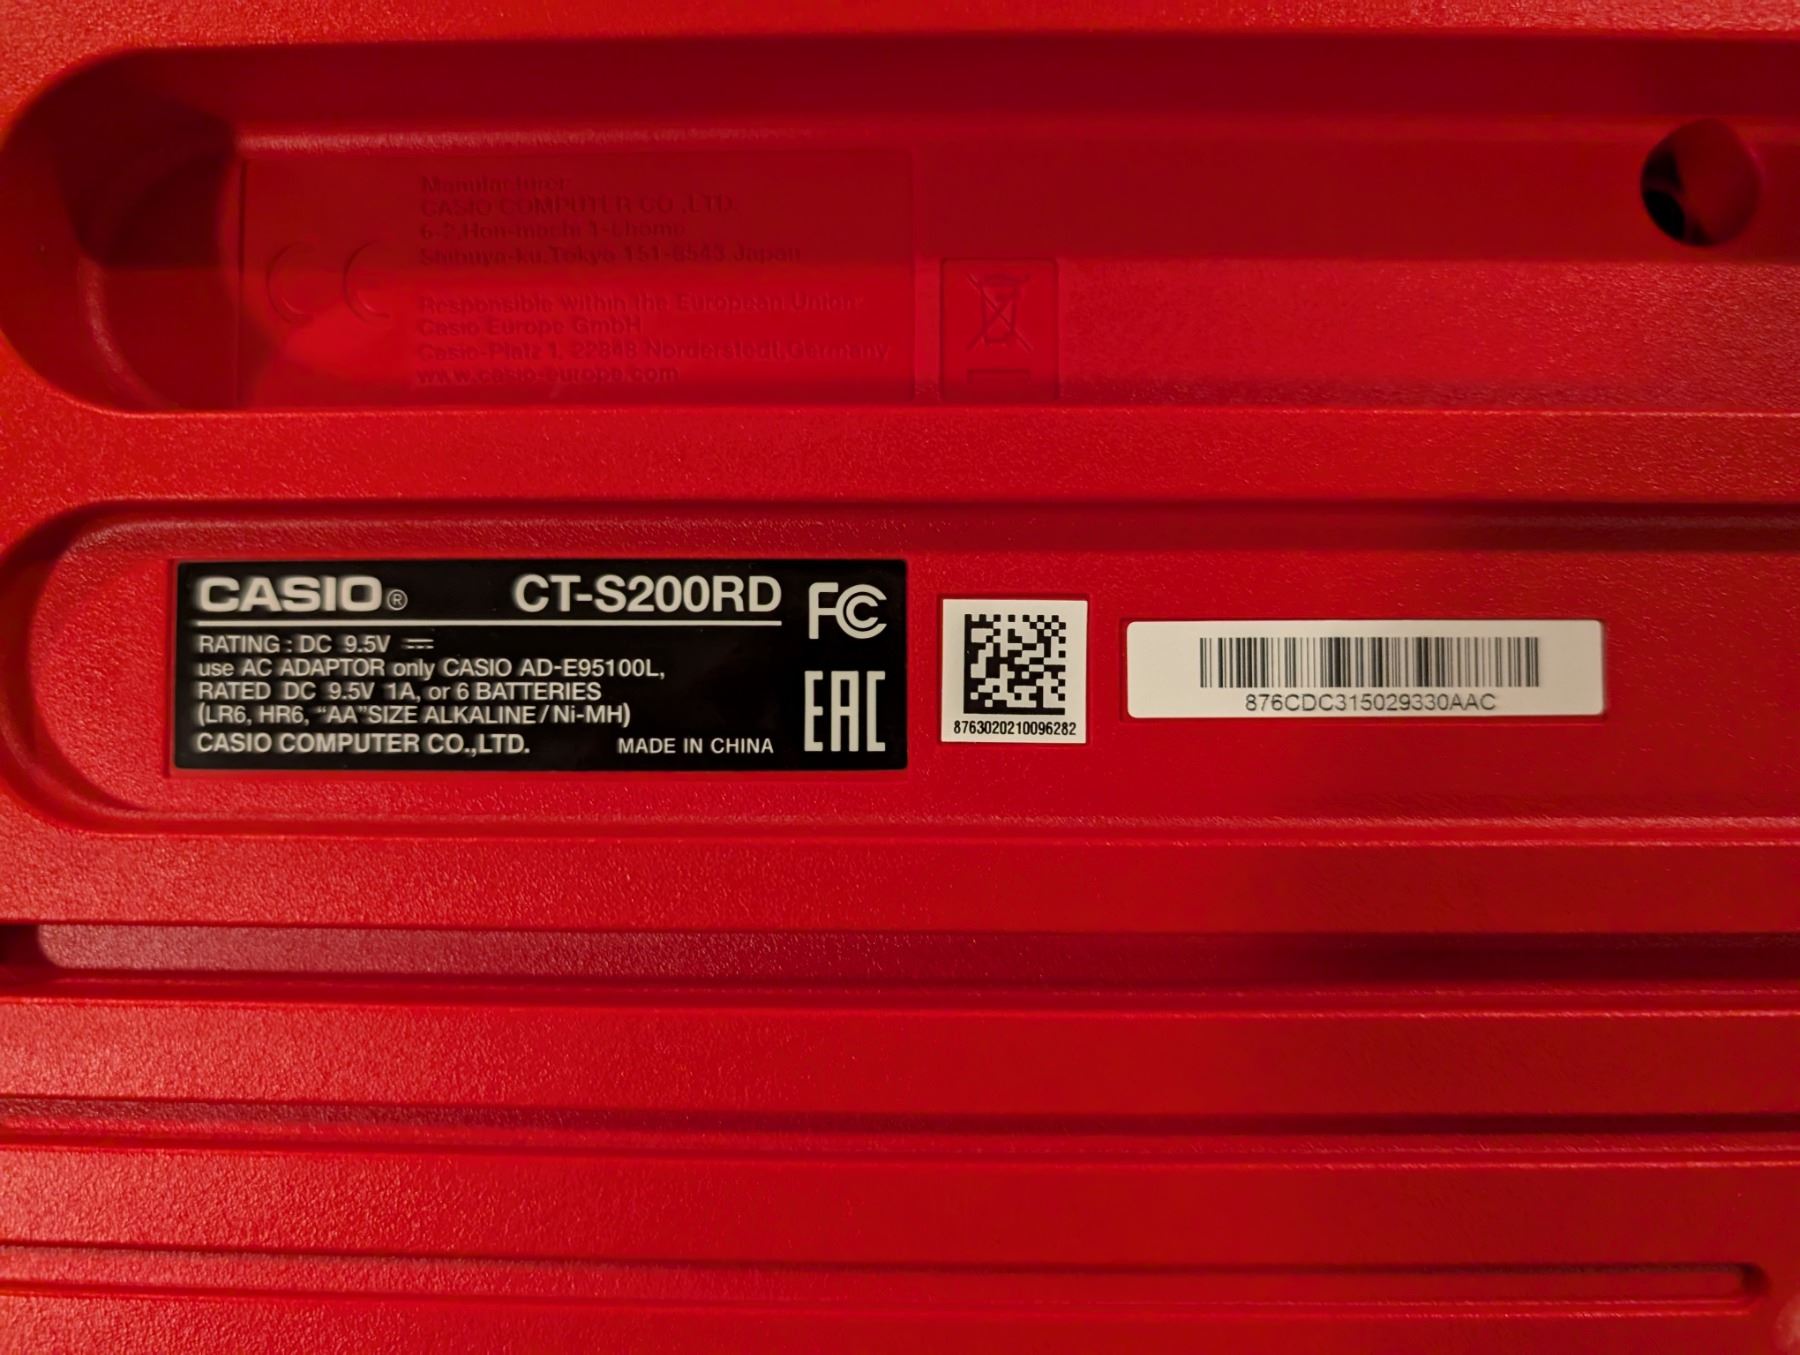 Manufacturer:
CASIO COMPUTER CO.,LTD.
6-2,Hon-machi 1-chome
Shibuya-ku,Tokyo 151-8543,Japan
Responsible within the European Union:
Casio Europe GmbH
Casio-Platz 1, 22848 Norderstedt,Germany
www.casio-europe.com
CE
CASIO® CT-S200RD FC
RATING : DC 9.5V ⎓
use AC ADAPTOR only CASIO AD-E95100L,
RATED DC 9.5V 1A, or 6 BATTERIES
(LR6, HR6, “AA”SIZE ALKALINE/Ni-MH)
CASIO COMPUTER CO.,LTD. MADE IN CHINA
EAC
8763020210096282
876CDC315029330AAC